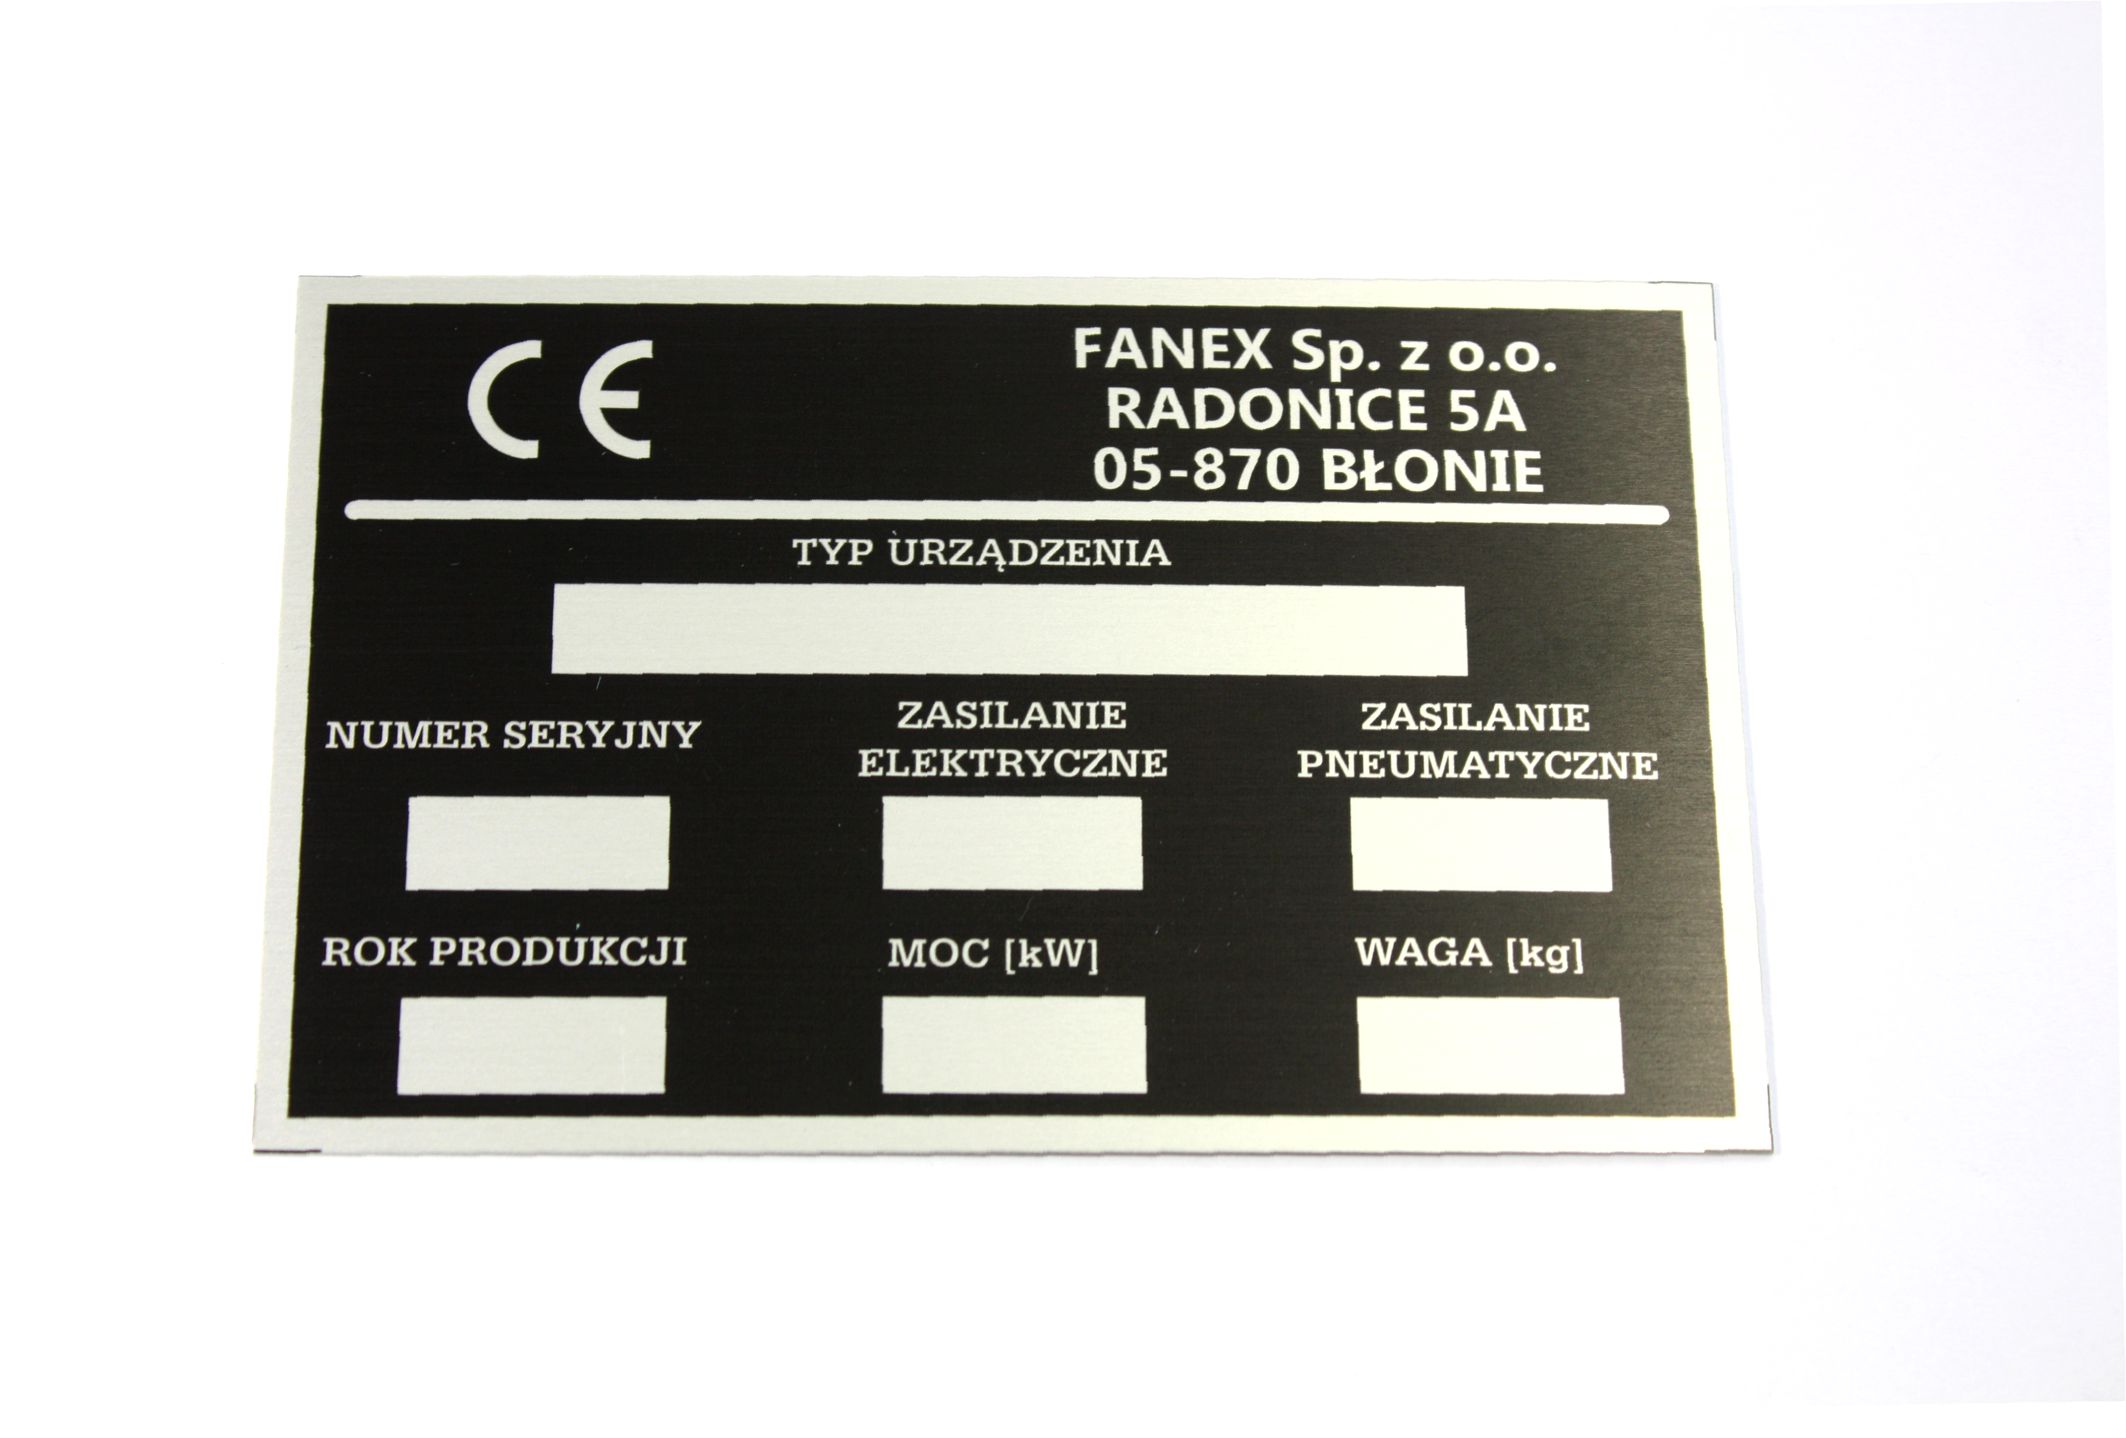 CE
FANEX Sp. z o.o.
RADONICE 5A
05-870 BŁONIE
TYP URZĄDZENIA
NUMER SERYJNY
ZASILANIE
ELEKTRYCZNE
ZASILANIE
PNEUMATYCZNE
ROK PRODUKCJI
MOC [kW]
WAGA [kg]